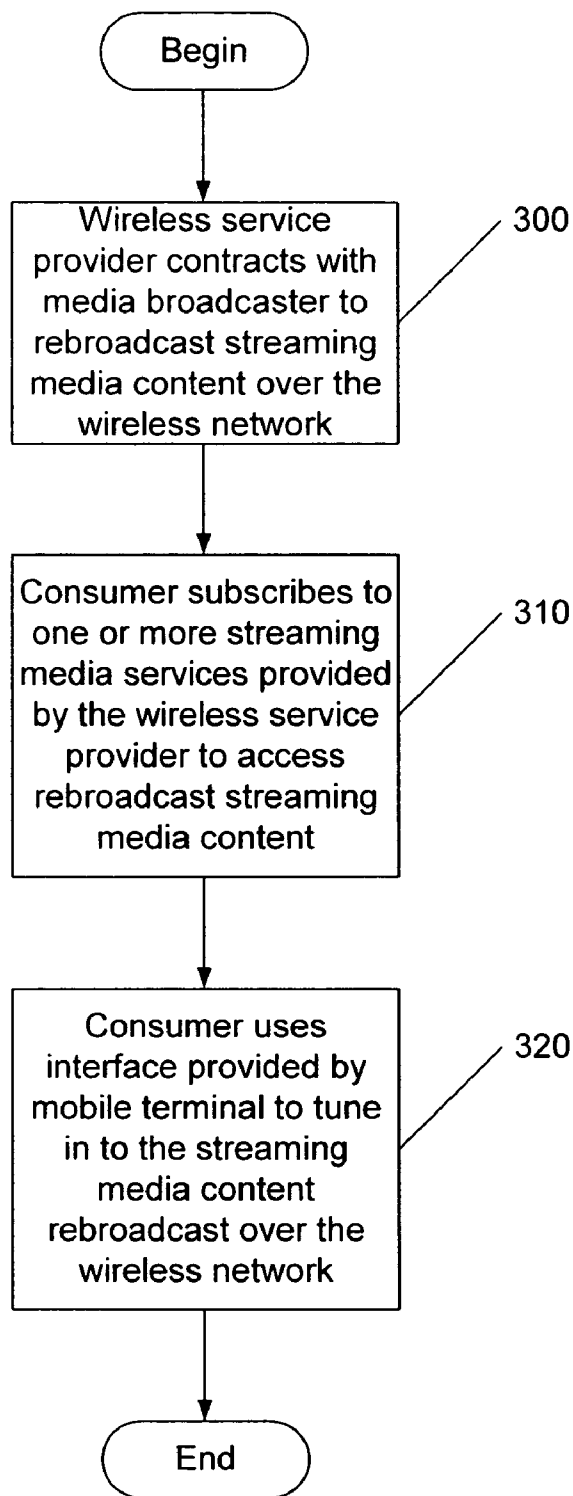 Begin
Wireless service
provider contracts with
media broadcaster to
rebroadcast streaming
media content over the
wireless network
300
Consumer subscribes to
one or more streaming
media services provided
by the wireless service
provider to access
rebroadcast streaming
media content
310
Consumer uses
interface provided by
mobile terminal to tune
in to the streaming
media content
rebroadcast over the
wireless network
320
End